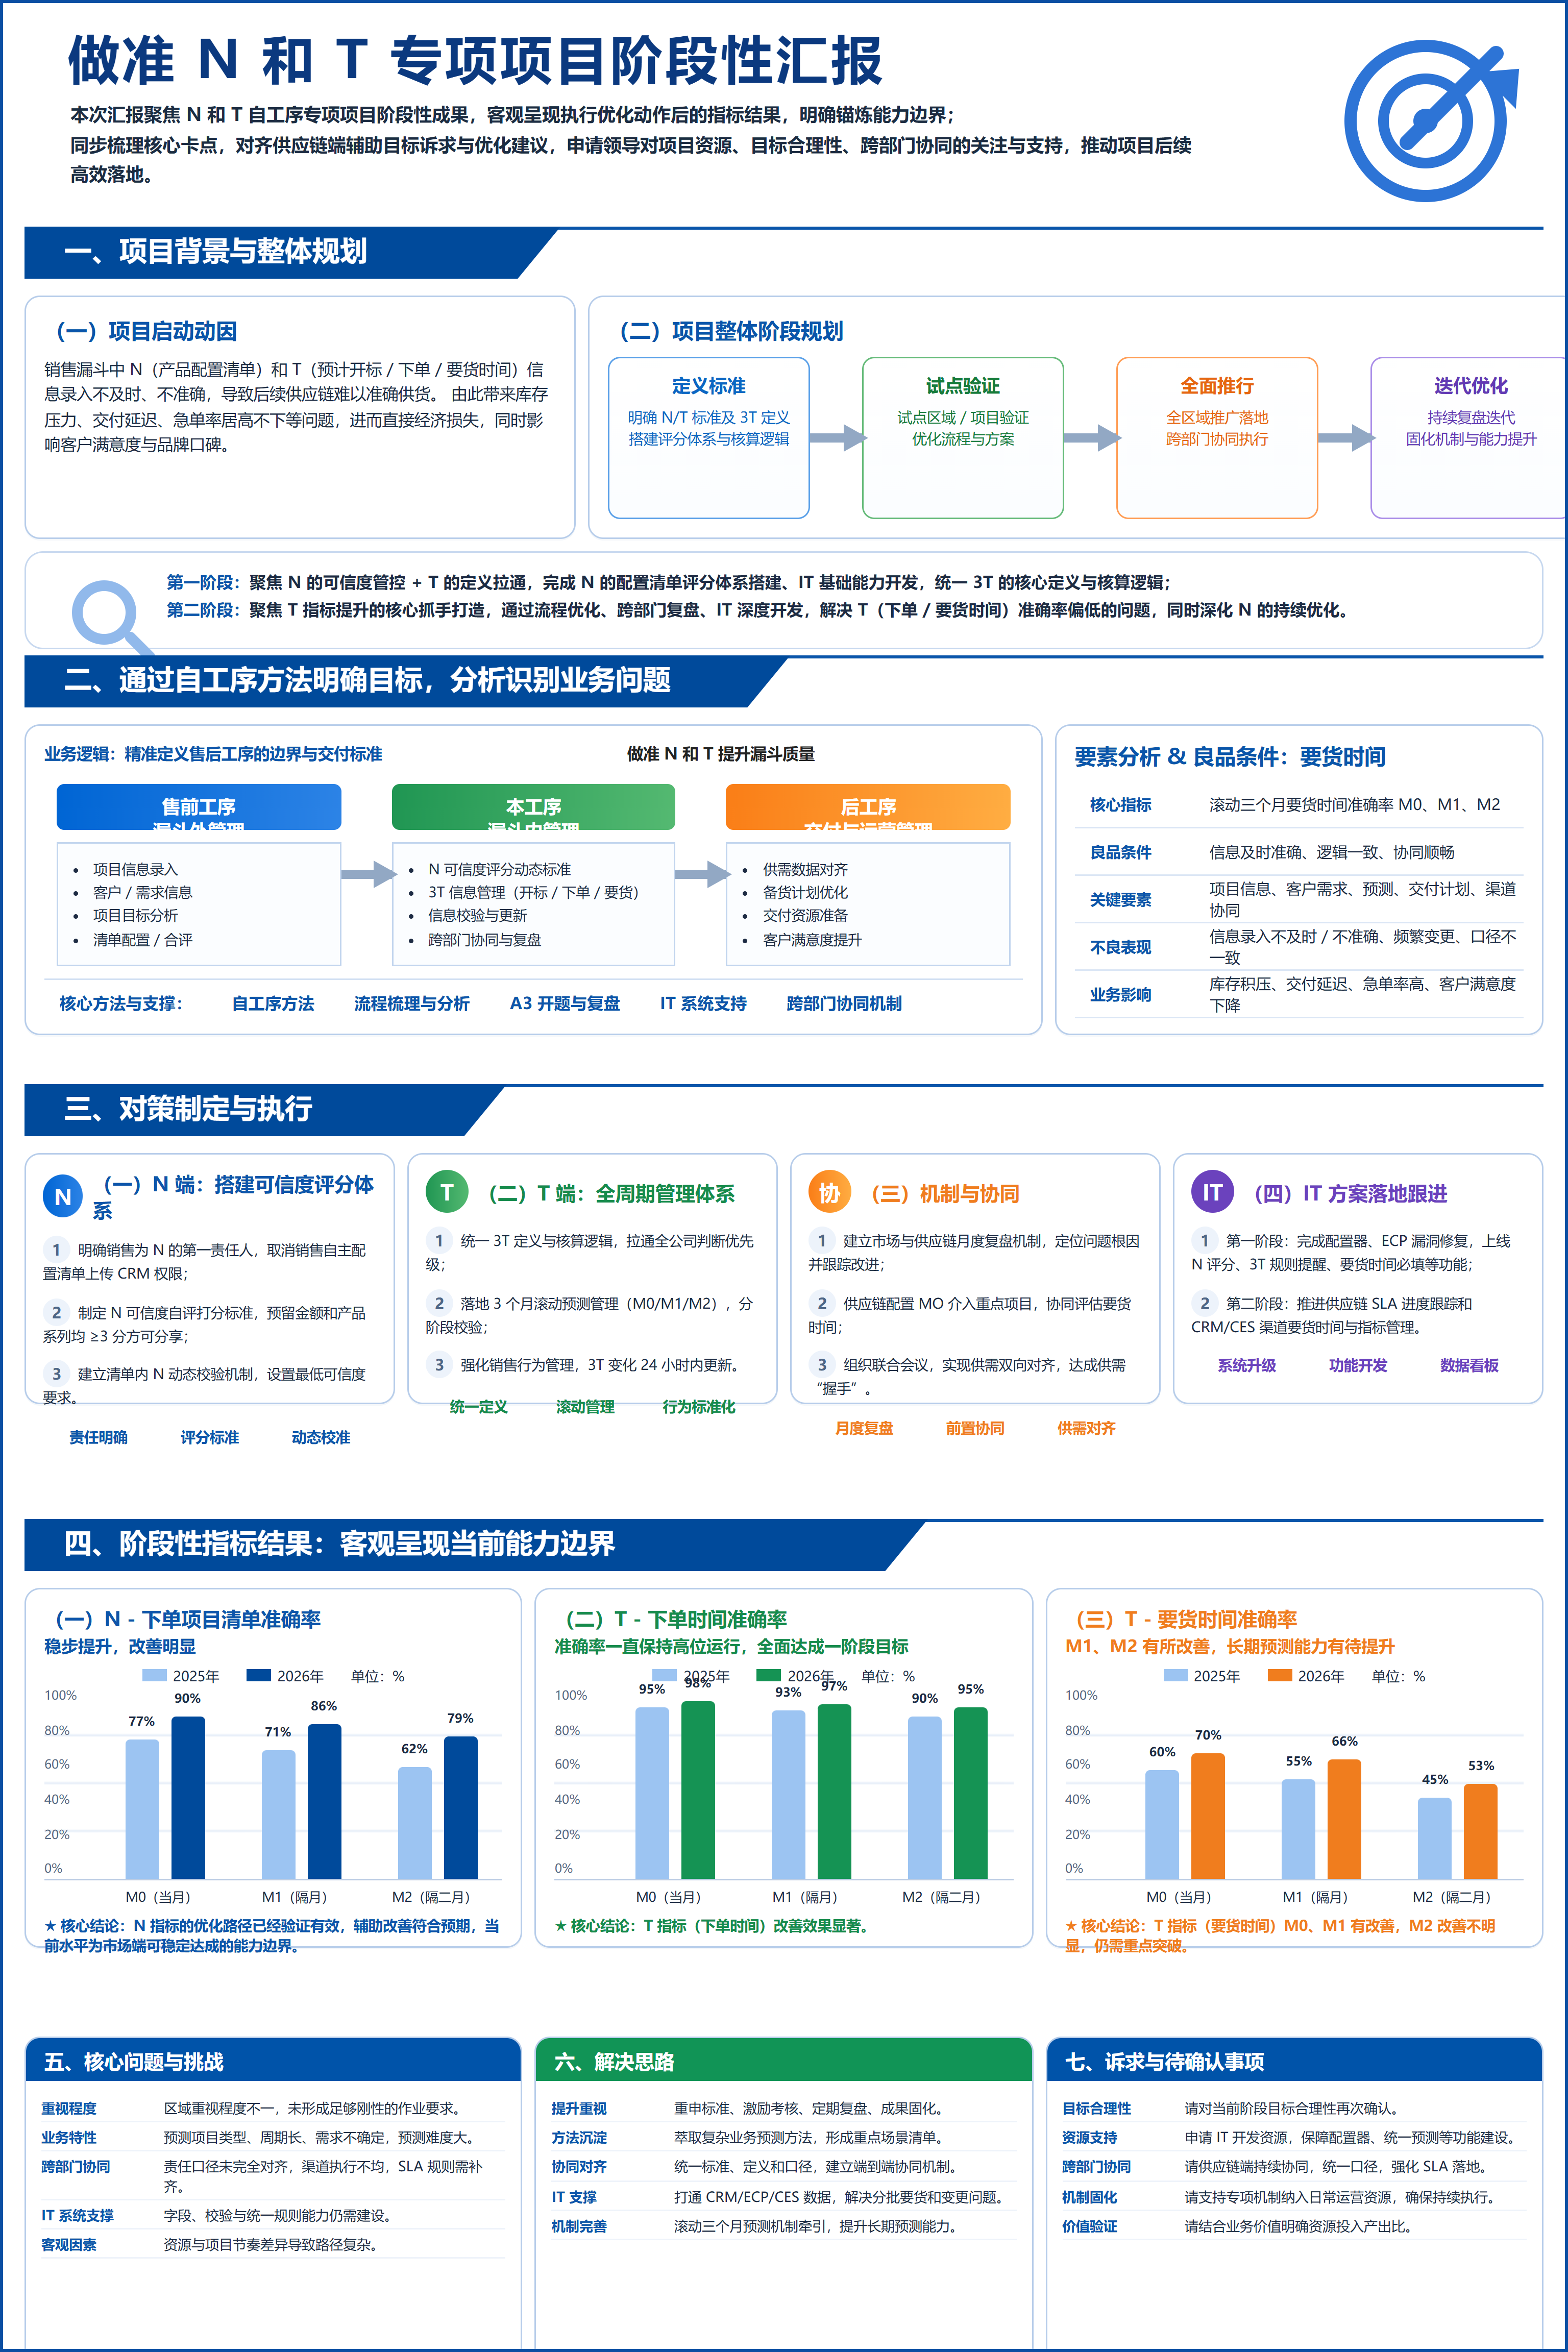 做准 N 和 T 专项项目阶段性汇报
本次汇报聚焦 N 和 T 自工序专项项目阶段性成果，客观呈现执行优化动作后的指标结果，明确锚炼能力边界；
同步梳理核心卡点，对齐供应链端辅助目标诉求与优化建议，申请领导对项目资源、目标合理性、跨部门协同的关注与支持，推动项目后续
高效落地。
一、项目背景与整体规划
（一）项目启动动因
销售漏斗中 N（产品配置清单）和 T（预计开标 / 下单 / 要货时间）信
息录入不及时、不准确，导致后续供应链难以准确供货。 由此带来库存
压力、交付延迟、急单率居高不下等问题，进而直接经济损失，同时影
响客户满意度与品牌口碑。
（二）项目整体阶段规划
定义标准
明确 N/T 标准及 3T 定义
搭建评分体系与核算逻辑
试点验证
试点区域 / 项目验证
优化流程与方案
全面推行
全区域推广落地
跨部门协同执行
迭代优化
持续复盘迭代
固化机制与能力提升
第一阶段：聚焦 N 的可信度管控 + T 的定义拉通，完成 N 的配置清单评分体系搭建、IT 基础能力开发，统一 3T 的核心定义与核算逻辑；
第二阶段：聚焦 T 指标提升的核心抓手打造，通过流程优化、跨部门复盘、IT 深度开发，解决 T（下单 / 要货时间）准确率偏低的问题，同时深化 N 的持续优化。
二、通过自工序方法明确目标，分析识别业务问题
业务逻辑：精准定义售后工序的边界与交付标准
做准 N 和 T 提升漏斗质量
售前工序
漏斗外管理
项目信息录入
客户 / 需求信息
项目目标分析
清单配置 / 合评
本工序
漏斗内管理
N 可信度评分动态标准
3T 信息管理（开标 / 下单 / 要货）
信息校验与更新
跨部门协同与复盘
后工序
交付与运营管理
供需数据对齐
备货计划优化
交付资源准备
客户满意度提升
核心方法与支撑： 自工序方法 流程梳理与分析 A3 开题与复盘 IT 系统支持 跨部门协同机制
要素分析 & 良品条件：要货时间
核心指标 滚动三个月要货时间准确率 M0、M1、M2
良品条件 信息及时准确、逻辑一致、协同顺畅
关键要素 项目信息、客户需求、预测、交付计划、渠道
协同
不良表现 信息录入不及时 / 不准确、频繁变更、口径不
一致
业务影响 库存积压、交付延迟、急单率高、客户满意度
下降
三、对策制定与执行
N （一）N 端：搭建可信度评分体
系
1 明确销售为 N 的第一责任人，取消销售自主配
置清单上传 CRM 权限；
2 制定 N 可信度自评打分标准，预留金额和产品
系列均 ≥3 分方可分享；
3 建立清单内 N 动态校验机制，设置最低可信度
要求。
责任明确 评分标准 动态校准
T （二）T 端：全周期管理体系
1 统一 3T 定义与核算逻辑，拉通全公司判断优先
级；
2 落地 3 个月滚动预测管理（M0/M1/M2），分
阶段校验；
3 强化销售行为管理，3T 变化 24 小时内更新。
统一定义 滚动管理 行为标准化
协 （三）机制与协同
1 建立市场与供应链月度复盘机制，定位问题根因
并跟踪改进；
2 供应链配置 MO 介入重点项目，协同评估要货
时间；
3 组织联合会议，实现供需双向对齐，达成供需
“握手”。
月度复盘 前置协同 供需对齐
IT （四）IT 方案落地跟进
1 第一阶段：完成配置器、ECP 漏洞修复，上线
N 评分、3T 规则提醒、要货时间必填等功能；
2 第二阶段：推进供应链 SLA 进度跟踪和
CRM/CES 渠道要货时间与指标管理。
系统升级 功能开发 数据看板
四、阶段性指标结果：客观呈现当前能力边界
（一）N - 下单项目清单准确率
稳步提升，改善明显
2025年 2026年 单位：%
100%
80%
60%
40%
20%
0%
77% 90% 71% 86% 62% 79%
M0（当月） M1（隔月） M2（隔二月）
★ 核心结论：N 指标的优化路径已经验证有效，辅助改善符合预期，当
前水平为市场端可稳定达成的能力边界。
（二）T - 下单时间准确率
准确率一直保持高位运行，全面达成一阶段目标
2025年 2026年 单位：%
100%
80%
60%
40%
20%
0%
95% 98% 93% 97% 90% 95%
M0（当月） M1（隔月） M2（隔二月）
★ 核心结论：T 指标（下单时间）改善效果显著。
（三）T - 要货时间准确率
M1、M2 有所改善，长期预测能力有待提升
2025年 2026年 单位：%
100%
80%
60%
40%
20%
0%
60% 70% 55% 66% 45% 53%
M0（当月） M1（隔月） M2（隔二月）
★ 核心结论：T 指标（要货时间）M0、M1 有改善，M2 改善不明
显，仍需重点突破。
五、核心问题与挑战
重视程度 区域重视程度不一，未形成足够刚性的作业要求。
业务特性 预测项目类型、周期长、需求不确定，预测难度大。
跨部门协同 责任口径未完全对齐，渠道执行不均，SLA 规则需补
齐。
IT 系统支撑 字段、校验与统一规则能力仍需建设。
客观因素 资源与项目节奏差异导致路径复杂。
六、解决思路
提升重视 重申标准、激励考核、定期复盘、成果固化。
方法沉淀 萃取复杂业务预测方法，形成重点场景清单。
协同对齐 统一标准、定义和口径，建立端到端协同机制。
IT 支撑 打通 CRM/ECP/CES 数据，解决分批要货和变更问题。
机制完善 滚动三个月预测机制牵引，提升长期预测能力。
七、诉求与待确认事项
目标合理性 请对当前阶段目标合理性再次确认。
资源支持 申请 IT 开发资源，保障配置器、统一预测等功能建设。
跨部门协同 请供应链端持续协同，统一口径，强化 SLA 落地。
机制固化 请支持专项机制纳入日常运营资源，确保持续执行。
价值验证 请结合业务价值明确资源投入产出比。